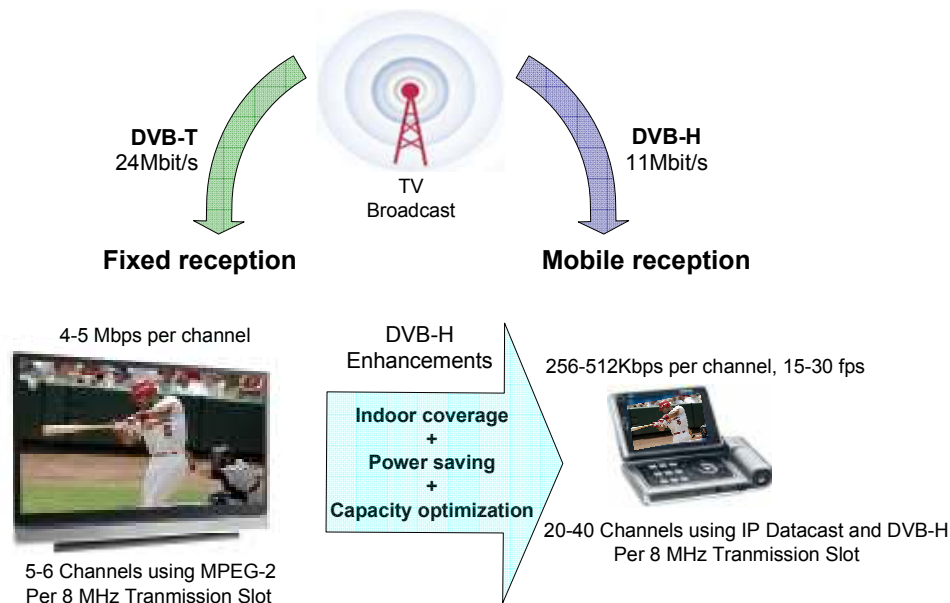 DVB-T
24Mbit/s
TV
Broadcast
DVB-H
11Mbit/s
Fixed reception
Mobile reception
4-5 Mbps per channel
5-6 Channels using MPEG-2
Per 8 MHz Tranmission Slot
DVB-H
Enhancements
Indoor coverage
+
Power saving
+
Capacity optimization
256-512Kbps per channel, 15-30 fps
20-40 Channels using IP Datacast and DVB-H
Per 8 MHz Tranmission Slot